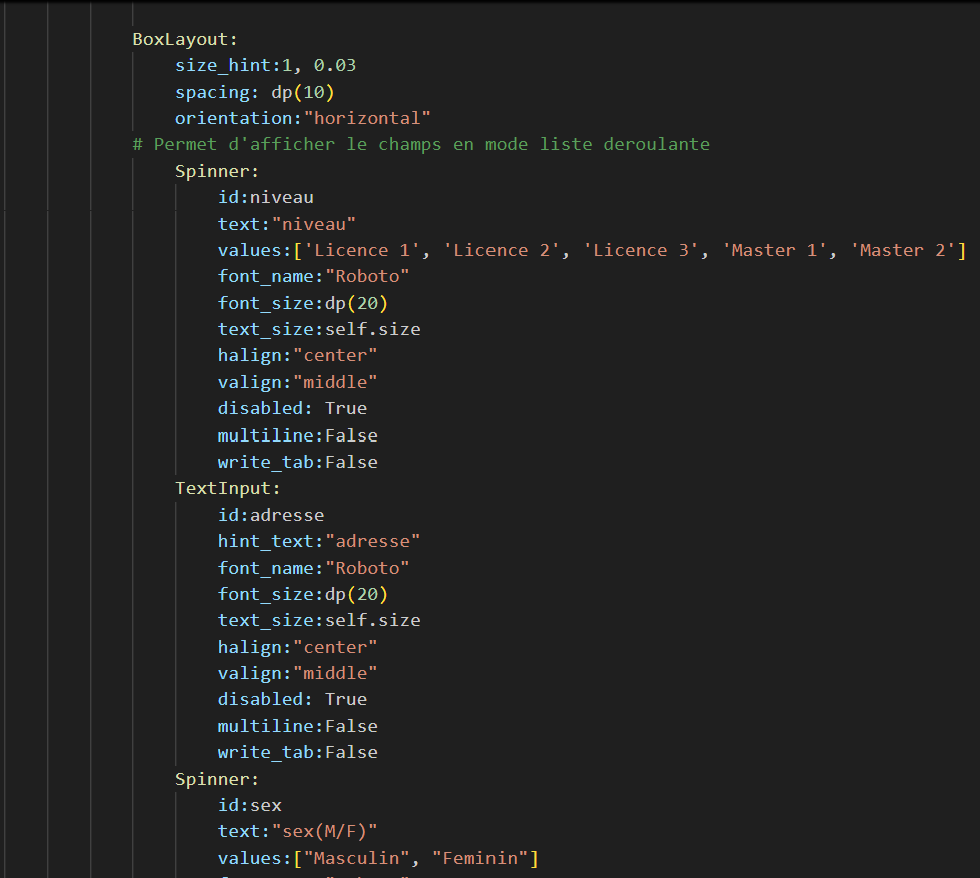 BoxLayout:
size_hint:1, 0.03
spacing: dp(10)
orientation:"horizontal"
# Permet d'afficher le champs en mode liste deroulante
Spinner:
id:niveau
text:"niveau"
values:['Licence 1', 'Licence 2', 'Licence 3', 'Master 1', 'Master 2']
font_name:"Roboto"
font_size:dp(20)
text_size:self.size
halign:"center"
valign:"middle"
disabled: True
multiline:False
write_tab:False
TextInput:
id:adresse
hint_text:"adresse"
font_name:"Roboto"
font_size:dp(20)
text_size:self.size
halign:"center"
valign:"middle"
disabled: True
multiline:False
write_tab:False
Spinner:
id:sex
text:"sex(M/F)"
values:["Masculin", "Feminin"]